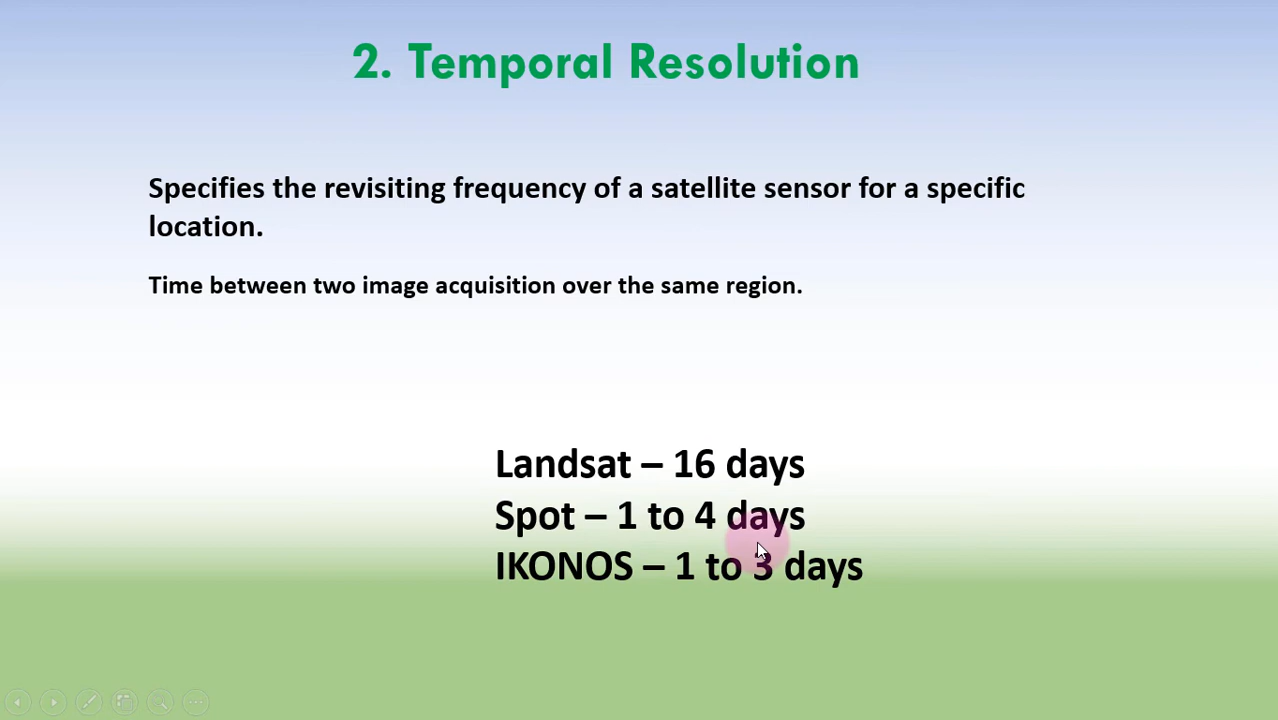 2. Temporal Resolution
Specifies the revisiting frequency of a satellite sensor for a specific
location.
Time between two image acquisition over the same region.
Landsat – 16 days
Spot – 1 to 4 days
IKONOS – 1 to 3 days